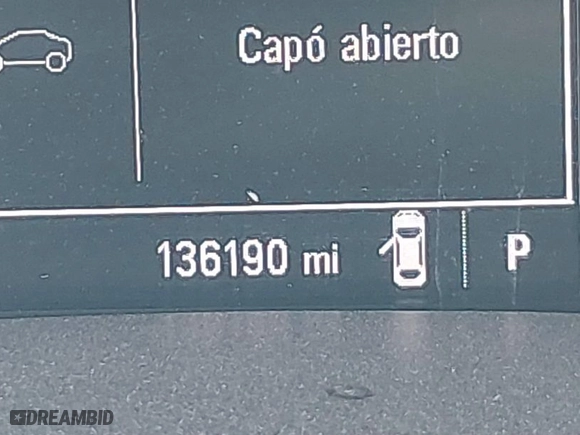 Capó abierto
136190 mi
P
DREAMBID